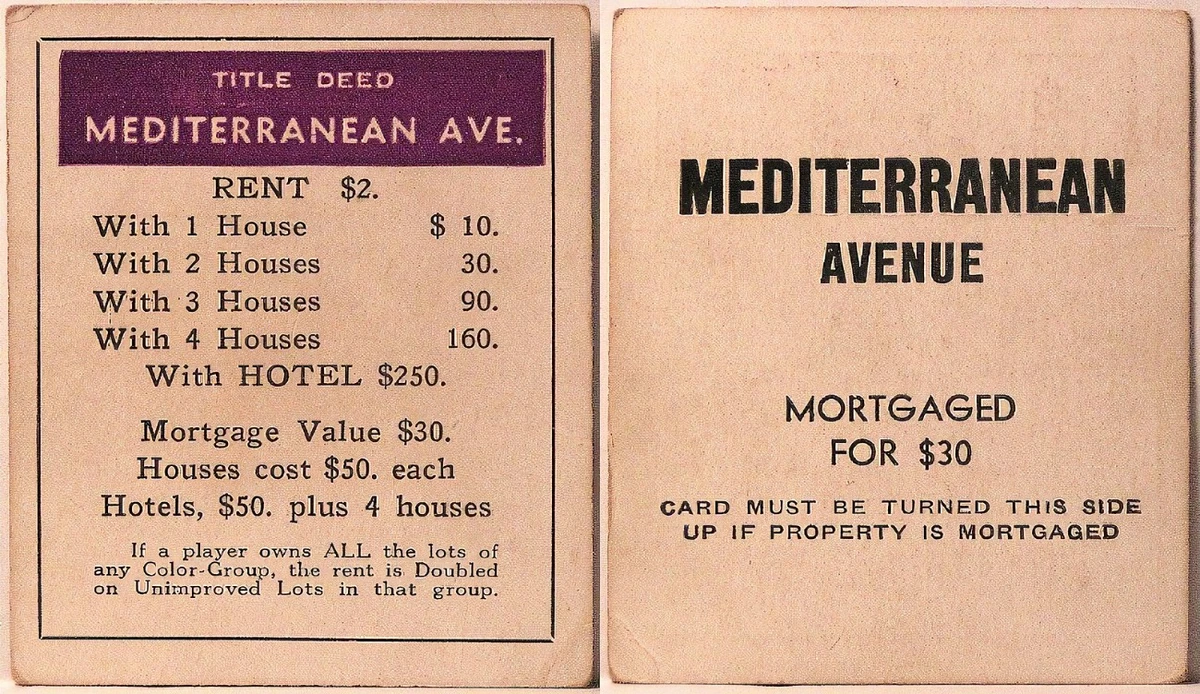 TITLE DEED
MEDITERRANEAN AVE.
RENT $2.
With 1 House $ 10.
With 2 Houses 30.
With 3 Houses 90.
With 4 Houses 160.
With HOTEL $250.
Mortgage Value $30.
Houses cost $50. each
Hotels, $50. plus 4 houses
If a player owns ALL the lots of
any Color-Group, the rent is Doubled
on Unimproved Lots in that group.
MEDITERRANEAN
AVENUE
MORTGAGED
FOR $30
CARD MUST BE TURNED THIS SIDE
UP IF PROPERTY IS MORTGAGED